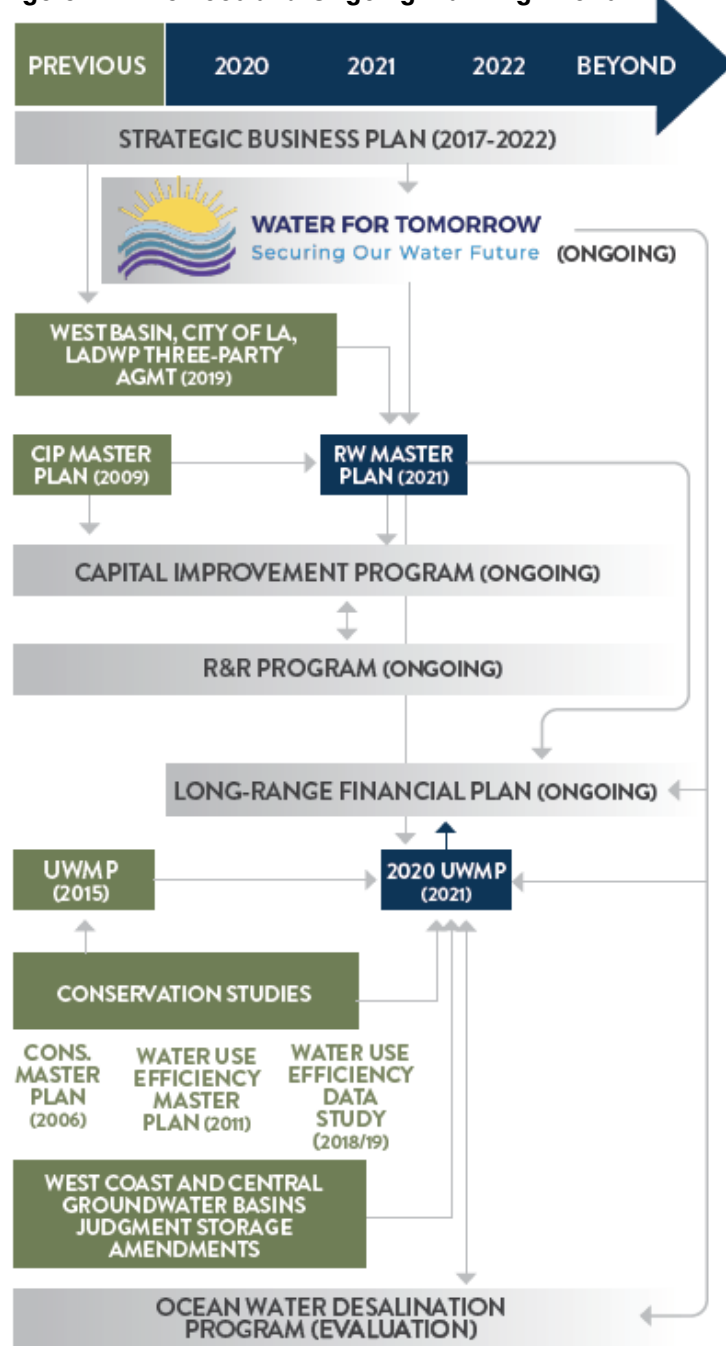 PREVIOUS 2020 2021 2022 BEYOND
STRATEGIC BUSINESS PLAN (2017-2022)
WATER FOR TOMORROW
Securing Our Water Future (ONGOING)
WEST BASIN, CITY OF LA,
LADWP THREE-PARTY
AGMT (2019)
CIP MASTER
PLAN (2009)
RW MASTER
PLAN (2021)
CAPITAL IMPROVEMENT PROGRAM (ONGOING)
R&R PROGRAM (ONGOING)
LONG-RANGE FINANCIAL PLAN (ONGOING)
UWMP
(2015)
2020 UWMP
(2021)
CONSERVATION STUDIES
CONS.
MASTER
PLAN
(2006)
WATER USE
EFFICIENCY
MASTER
PLAN (2011)
WATER USE
EFFICIENCY
DATA
STUDY
(2018/19)
WEST COAST AND CENTRAL
GROUNDWATER BASINS
JUDGMENT STORAGE
AMENDMENTS
OCEAN WATER DESALINATION
PROGRAM (EVALUATION)